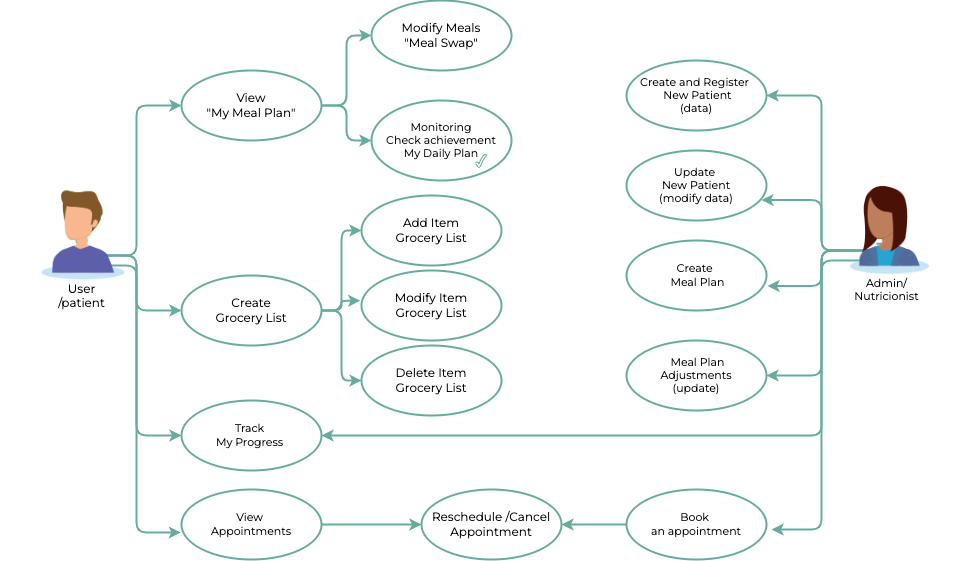 Modify Meals
"Meal Swap"
View
"My Meal Plan"
Create and Register
New Patient
(data)
Monitoring
Check achievement
My Daily Plan
Update
New Patient
(modify data)
Add Item
Grocery List
User
/patient
Create
Meal Plan
Admin/
Nutricionist
Create
Grocery List
Modify Item
Grocery List
Delete Item
Grocery List
Meal Plan
Adjustments
(update)
Track
My Progress
View
Appointments
Reschedule /Cancel
Appointment
Book
an appointment